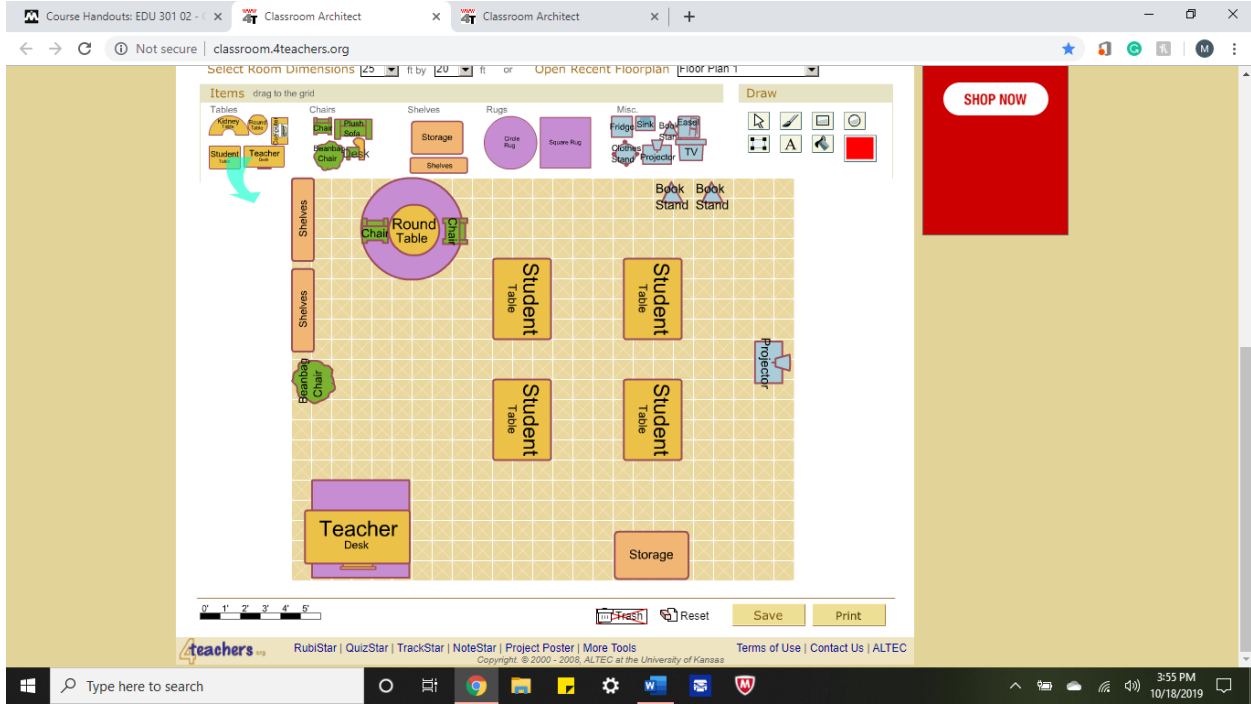 Course Handouts: EDU 301 02 -
Classroom Architect
Classroom Architect
Not secure | classroom.4teachers.org
M
Select Room Dimensions 25 ft by 20 ft or Open Recent Floorplan Floor Plan 1
Items drag to the grid
Draw
Tables
Chairs
Shelves
Rugs
Misc.
Kidney Table
Round Table
Computer
Student Table
Teacher Desk
Chair
Plush Sofa
Beanbag Chair
Desk
Storage
Shelves
Circle Rug
Square Rug
Fridge
Sink
Book Stand
Easel
Clothes Stand
Projector
TV
A
SHOP NOW
Shelves
Chair
Round Table
Chair
Book Stand
Book Stand
Student Table
Student Table
Shelves
Projector
Beanbag Chair
Student Table
Student Table
Teacher Desk
Storage
0' 1' 2' 3' 4' 5'
Trash
Reset
Save
Print
4teachers.org
RubiStar | QuizStar | TrackStar | NoteStar | Project Poster | More Tools
Terms of Use | Contact Us | ALTEC
Copyright. © 2000 - 2008, ALTEC at the University of Kansas
Type here to search
3:55 PM
10/18/2019